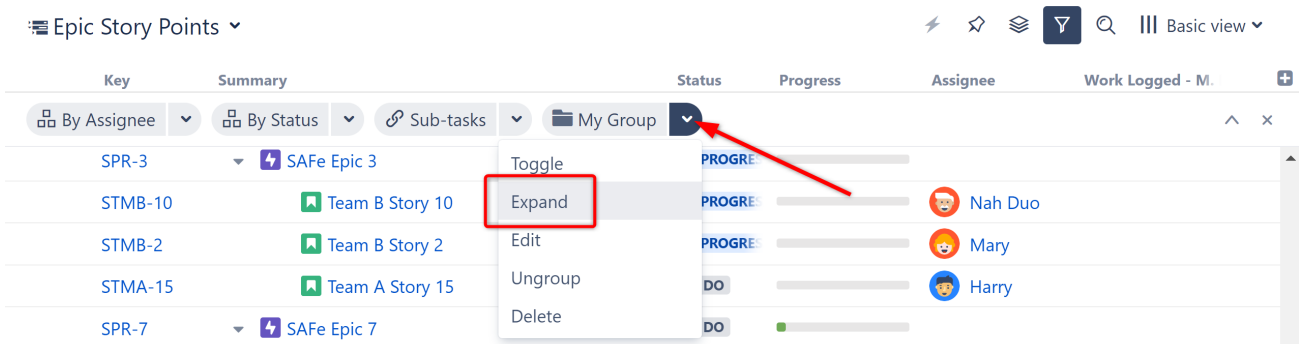 Epic Story Points
Basic view
Key Summary Status Progress Assignee Work Logged - M.
By Assignee By Status Sub-tasks My Group
Toggle
Expand
Edit
Ungroup
Delete
SPR-3 SAFe Epic 3 PROGRE
STMB-10 Team B Story 10 PROGRES Nah Duo
STMB-2 Team B Story 2 PROGRES Mary
STMA-15 Team A Story 15 DO Harry
SPR-7 SAFe Epic 7 DO